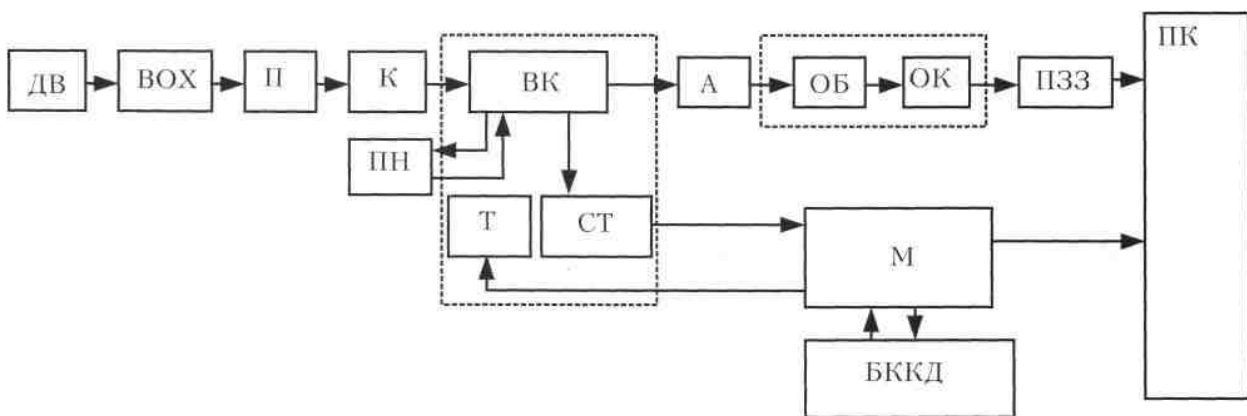 ПК
ДВ
ВОХ
П
К
ВК
А
ОБ
ОК
ПЗЗ
ПН
Т
СТ
М
БККД